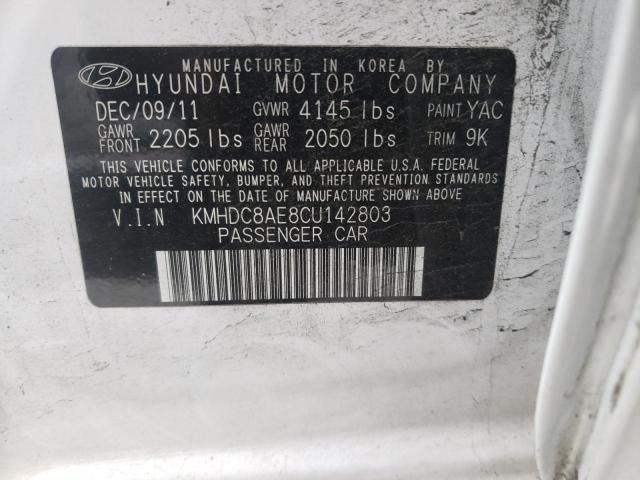 MANUFACTURED IN KOREA BY
HYUNDAI MOTOR COMPANY
DEC/09/11 GVWR 4145 lbs PAINT YAC
GAWR FRONT 2205 lbs GAWR REAR 2050 lbs TRIM 9K
THIS VEHICLE CONFORMS TO ALL APPLICABLE U.S.A. FEDERAL
MOTOR VEHICLE SAFETY, BUMPER, AND THEFT PREVENTION STANDARDS
IN EFFECT ON THE DATE OF MANUFACTURE SHOWN ABOVE
V.I.N KMHDC8AE8CU142803
PASSENGER CAR